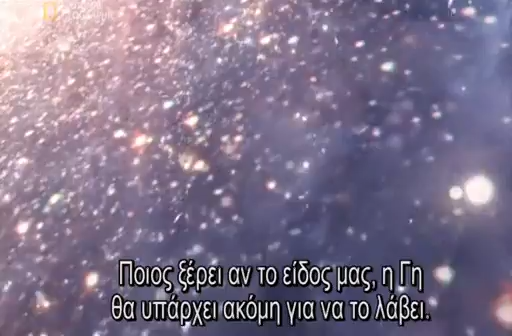 Ποιος ξέρει αν το είδος μας, η Γη
θα υπάρχει ακόμη για να το λάβει.